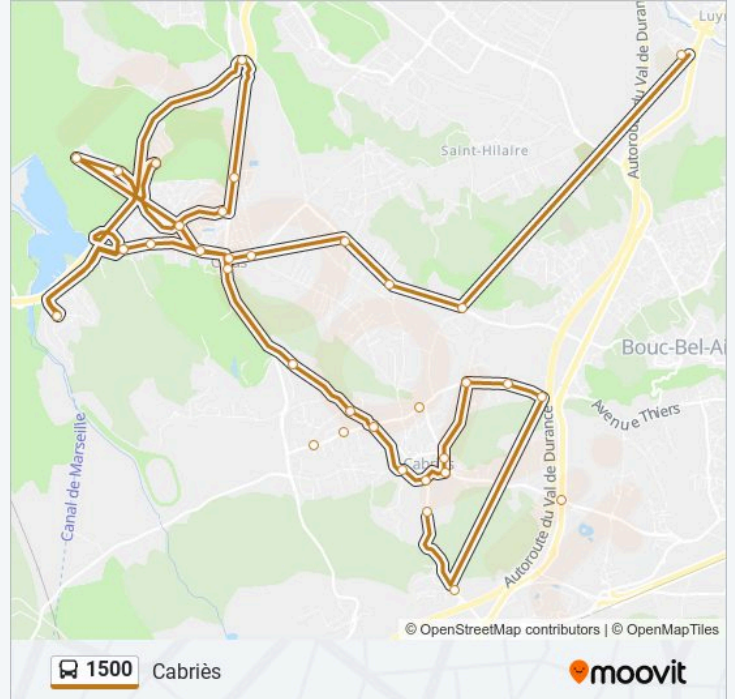 Luy
Autoroute du Val de Duran
Saint-Hilaire
Bouc-Bel-Ai
Avenue Thiers
Cabriès
Canal de Marseille
Autoroute du Val de Durance
© OpenStreetMap contributors | © OpenMapTiles
1500 Cabriès
moovit